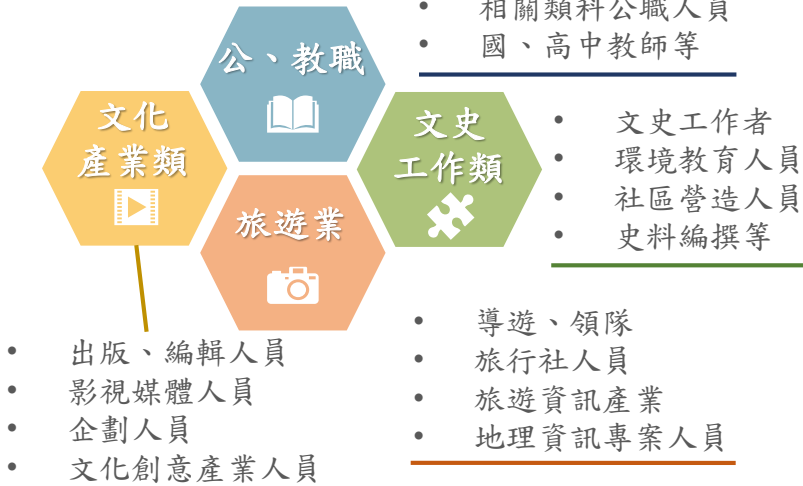 • 相關類科公職人員
• 國、高中教師等
公、教職
文化
產業類
文史
工作類
• 文史工作者
• 環境教育人員
• 社區營造人員
• 史料編撰等
旅遊業
• 出版、編輯人員
• 影視媒體人員
• 企劃人員
• 文化創意產業人員
• 導遊、領隊
• 旅行社人員
• 旅遊資訊產業
• 地理資訊專案人員